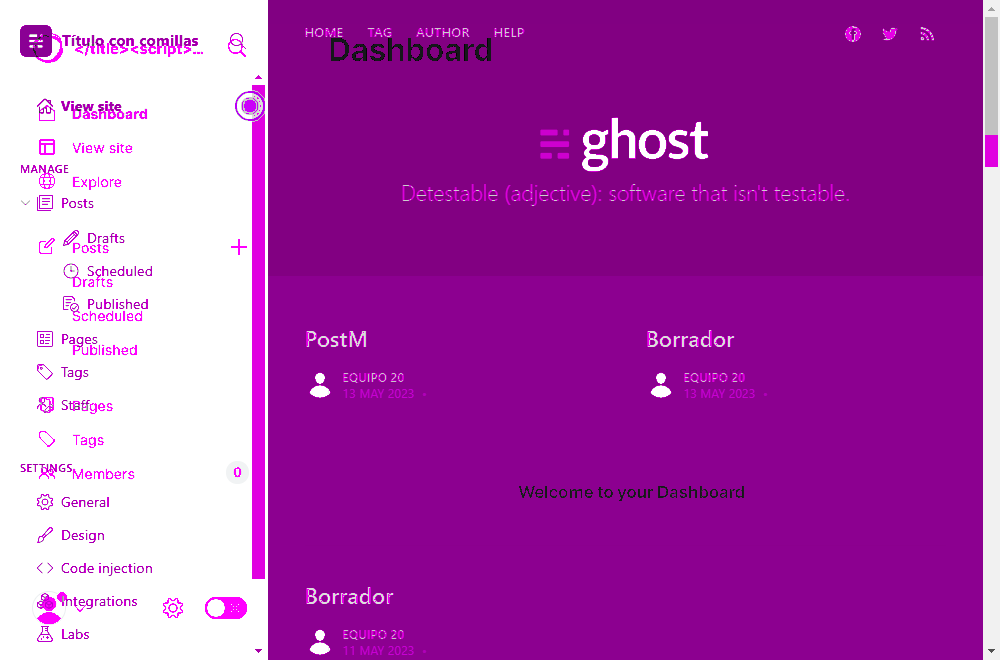 Título con comillas
</title><script>...
View site
Dashboard
View site
MANAGE
Explore
Posts
Drafts
Posts
Scheduled
Drafts
Published
Scheduled
Pages
Published
Tags
Staff
Pages
Tags
SETTINGS
Members
0
General
Design
Code injection
Integrations
Labs
HOME TAG AUTHOR HELP
Dashboard
ghost
Detestable (adjective): software that isn't testable.
PostM
EQUIPO 20
13 MAY 2023 •
Borrador
EQUIPO 20
13 MAY 2023 •
Welcome to your Dashboard
Borrador
EQUIPO 20
11 MAY 2023 •